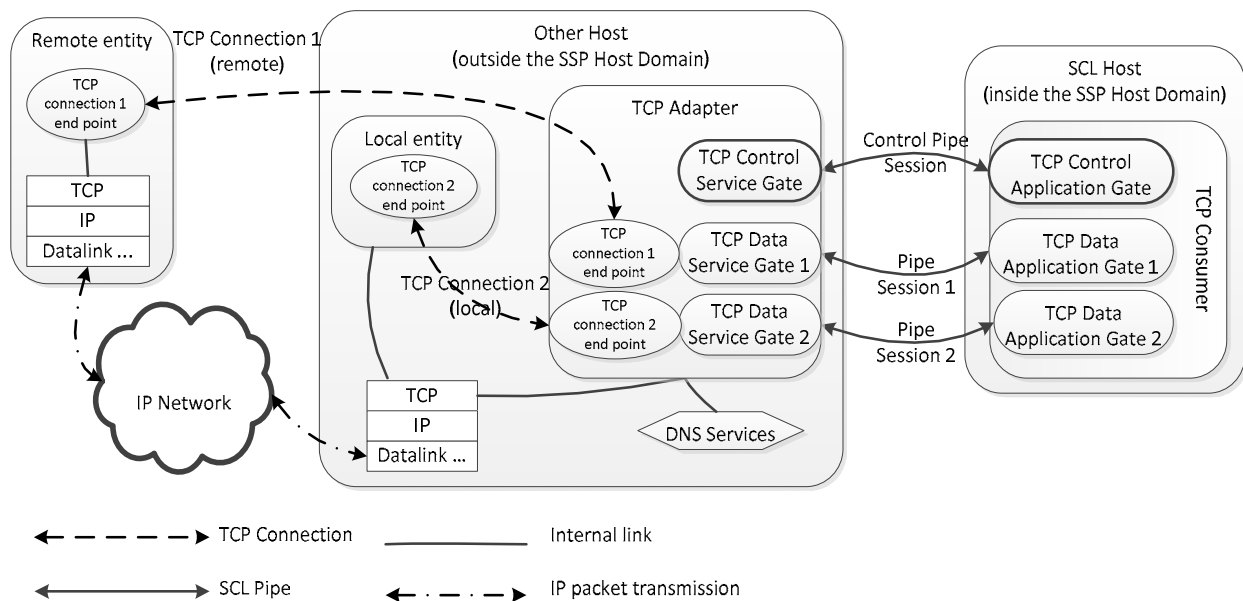 Remote entity
TCP
connection 1
end point
TCP
IP
Datalink ...
TCP Connection 1
(remote)
IP Network
Other Host
(outside the SSP Host Domain)
Local entity
TCP
connection 2
end point
TCP Connection 2
(local)
TCP
IP
Datalink ...
TCP Adapter
TCP Control
Service Gate
TCP
connection 1
end point
TCP Data
Service Gate 1
TCP
connection 2
end point
TCP Data
Service Gate 2
DNS Services
Control Pipe
Session
Pipe
Session 1
Pipe
Session 2
SCL Host
(inside the SSP Host Domain)
TCP Control
Application Gate
TCP Data
Application Gate 1
TCP Data
Application Gate 2
TCP Consumer
TCP Connection
Internal link
SCL Pipe
IP packet transmission